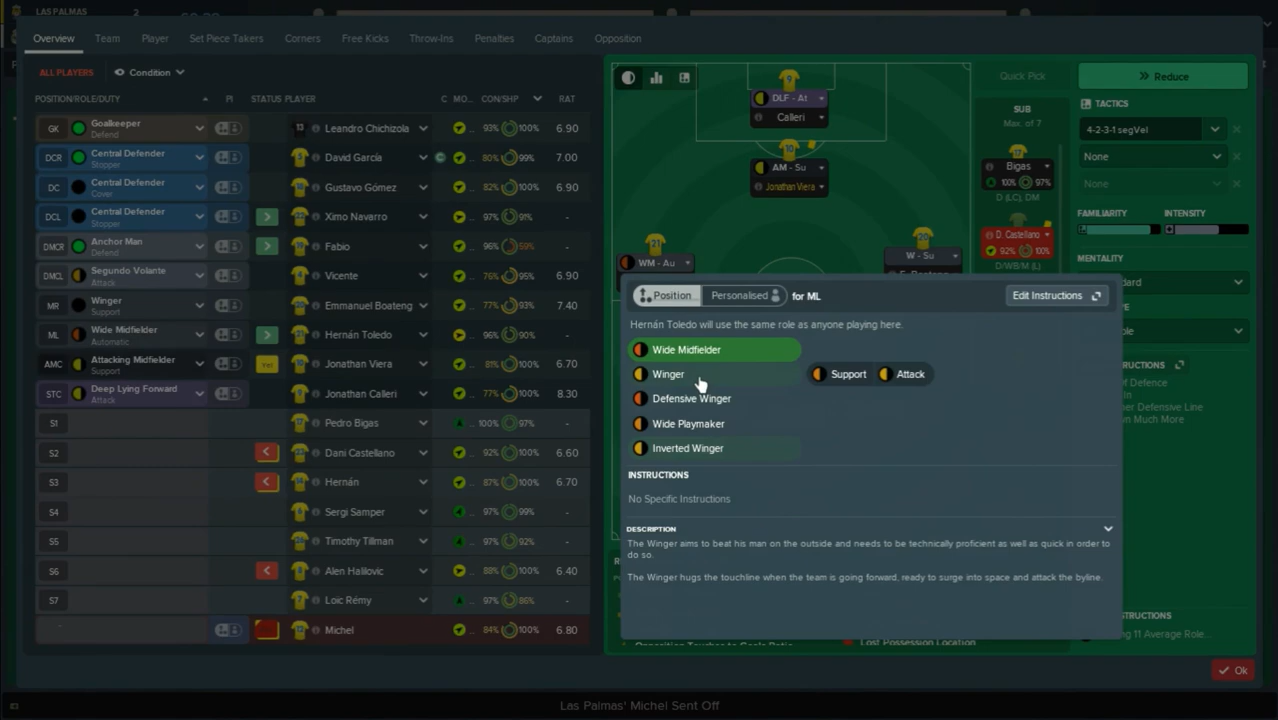 LAS PALMAS 2
Overview Team Player Set Piece Takers Corners Free Kicks Throw-Ins Penalties Captains Opposition
ALL PLAYERS Condition
POSITION/ROLE/DUTY PI STATUS PLAYER C MO... CON/SHP RAT
GK Goalkeeper Defend 13 Leandro Chichizola 93% 100% 6.90
DCR Central Defender Stopper David García C 80% 99% 7.00
DC Central Defender Cover Gustavo Gómez 82% 100% 6.90
DCL Central Defender Stopper Ximo Navarro 97% 91% -
DMCR Anchor Man Defend Fabio 96% 59% -
DMCL Segundo Volante Attack Vicente 76% 95% 6.90
MR Winger Support Emmanuel Boateng 77% 93% 7.40
ML Wide Midfielder Automatic Hernán Toledo 96% 90% -
AMC Attacking Midfielder Support Yel Jonathan Viera 81% 100% 6.70
STC Deep Lying Forward Attack Jonathan Calleri 77% 100% 8.30
S1 Pedro Bigas 100% 97% -
S2 Dani Castellano 92% 100% 6.60
S3 Hernán 87% 100% 6.70
S4 Sergi Samper 97% 99% -
S5 Timothy Tillman 97% 92% -
S6 Alen Halilovic 88% 100% 6.40
S7 Loïc Rémy 97% 86% -
- Michel 84% 100% 6.80
9
DLF - At
Calleri
10
AM - Su
Jonathan Viera
21
WM - Au
20
W - Su
Quick Pick
SUB
Max. of 7
17
Bigas
100% 97%
D (LC), DM
D. Castellano
92% 100%
D/WB/M (L)
Reduce
TACTICS
4-2-3-1 segVel
None
None
FAMILIARITY INTENSITY
MENTALITY
Position Personalised for ML Edit Instructions
Hernán Toledo will use the same role as anyone playing here.
Wide Midfielder
Winger Support Attack
Defensive Winger
Wide Playmaker
Inverted Winger
INSTRUCTIONS
No Specific Instructions
DESCRIPTION
The Winger aims to beat his man on the outside and needs to be technically proficient as well as quick in order to
do so.
The Winger hugs the touchline when the team is going forward, ready to surge into space and attack the byline.
Lost Possession Location
Ok
Las Palmas' Michel Sent Off